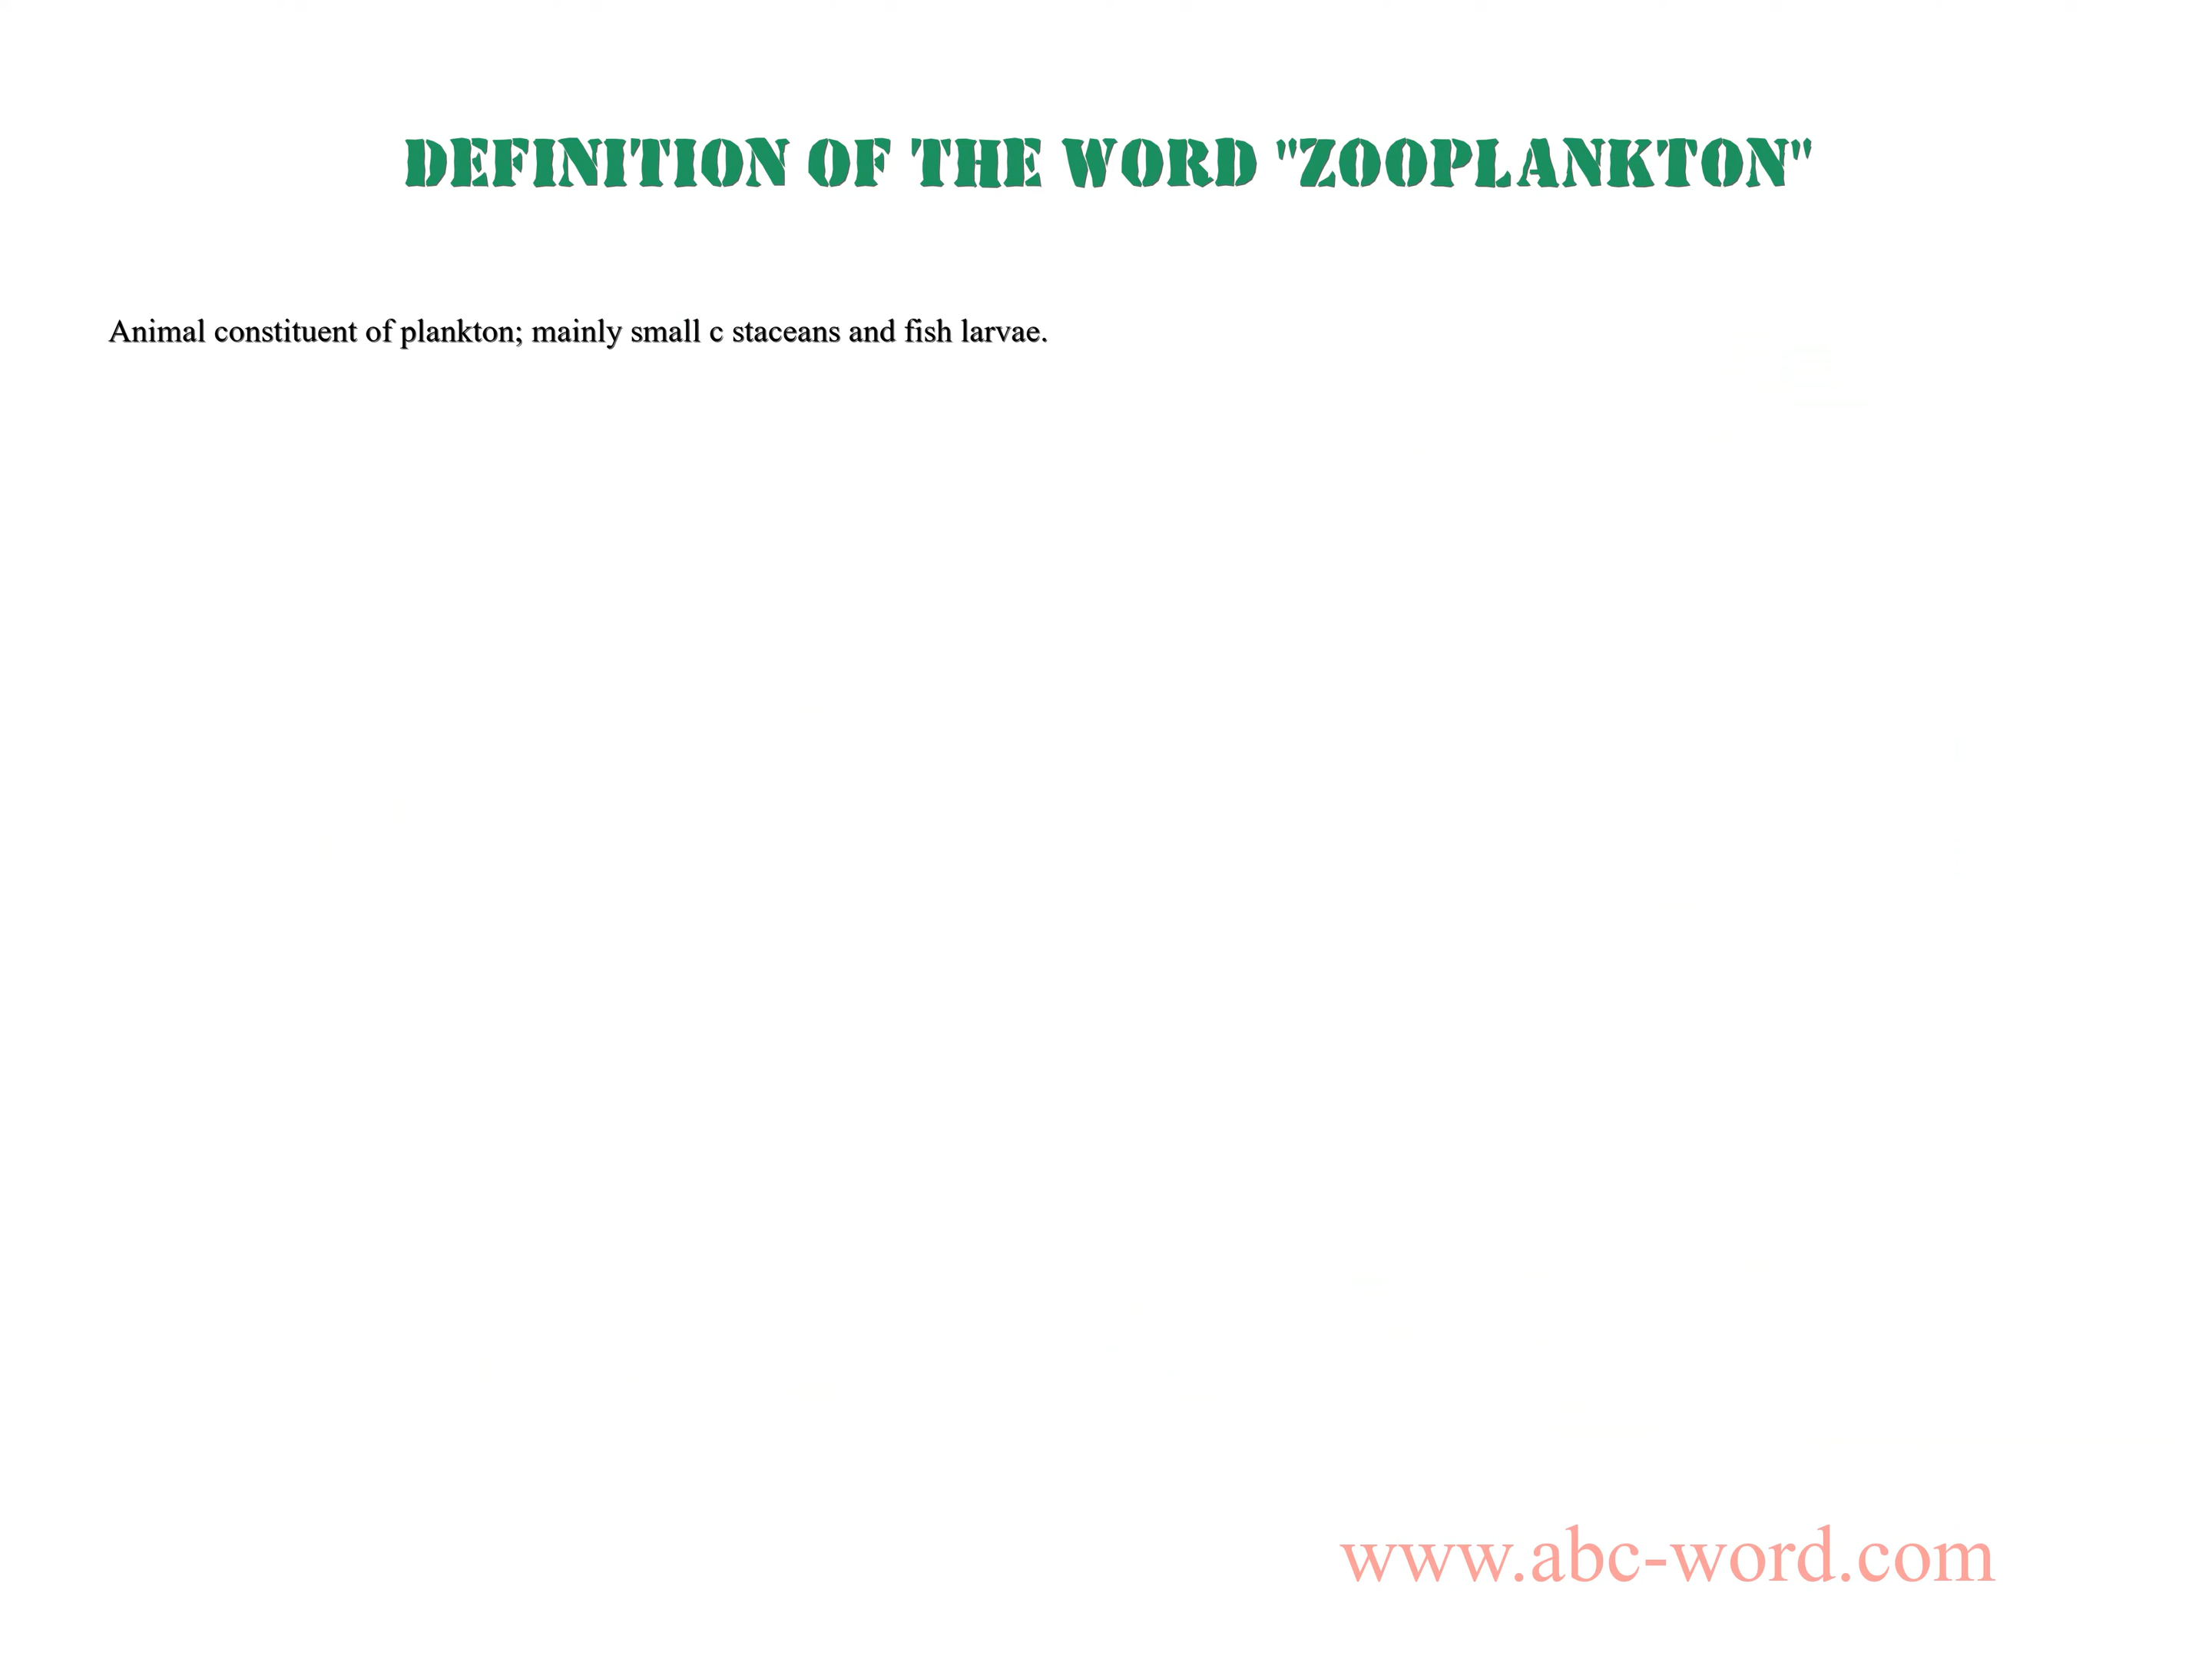 DEFINITION OF THE WORD "ZOOPLANKTON"
Animal constituent of plankton; mainly small c staceans and fish larvae.
www.abc-word.com